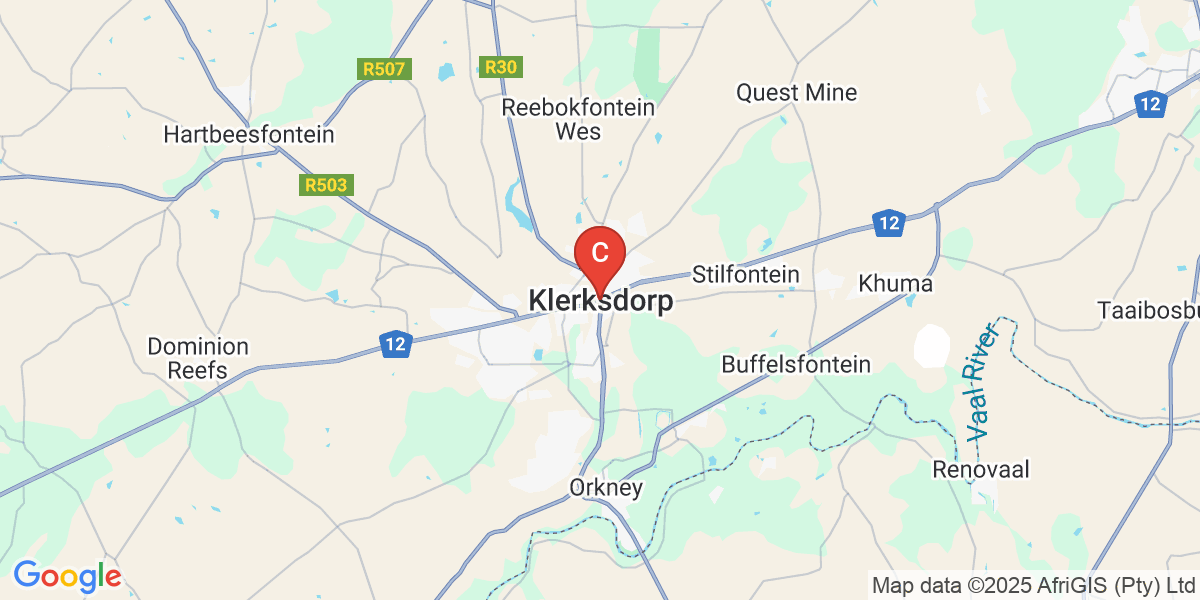 R507
R30
Quest Mine
12
Reebokfontein
Wes
Hartbeesfontein
R503
12
C
Stilfontein
Khuma
Klerksdorp
Taaibosbu
12
Dominion
Reefs
Buffelsfontein
Vaal River
Renovaal
Orkney
Google
Map data ©2025 AfriGIS (Pty) Ltd